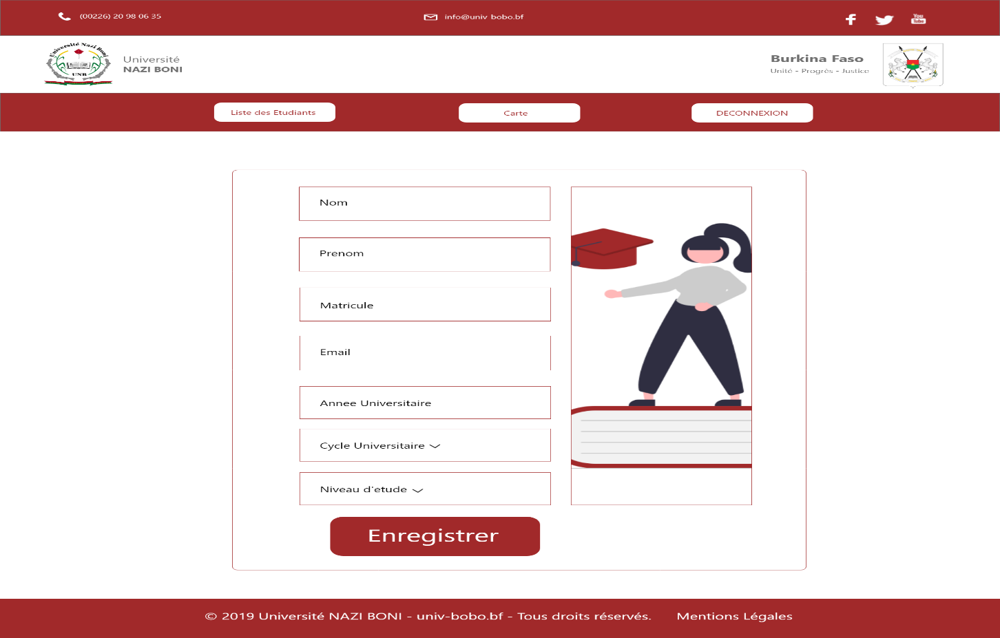 (00226) 20 98 06 35
info@univ-bobo.bf
You
Tube
Université Nazi Boni
UNB
Université
NAZI BONI
Burkina Faso
Unité - Progrès - Justice
Liste des Etudiants
Carte
DECONNEXION
Nom
Prenom
Matricule
Email
Annee Universitaire
Cycle Universitaire
Niveau d'etude
Enregistrer
© 2019 Université NAZI BONI - univ-bobo.bf - Tous droits réservés. Mentions Légales